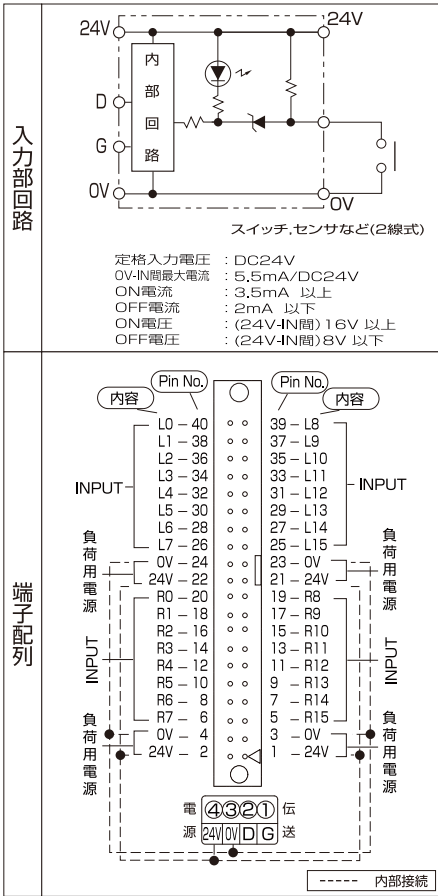 入力部回路
24V
24V
内部回路
D
G
0V
0V
スイッチ,センサなど(2線式)
定格入力電圧 : DC24V
0V-IN間最大電流 : 5.5mA/DC24V
ON電流 : 3.5mA 以上
OFF電流 : 2mA 以下
ON電圧 : (24V-IN間)16V 以上
OFF電圧 : (24V-IN間)8V 以下
端子配列
内容 Pin No. Pin No. 内容
L0 - 40 39 - L8
L1 - 38 37 - L9
L2 - 36 35 - L10
L3 - 34 33 - L11
INPUT L4 - 32 31 - L12 INPUT
L5 - 30 29 - L13
L6 - 28 27 - L14
L7 - 26 25 - L15
負荷用電源 0V - 24 23 - 0V 負荷用電源
24V - 22 21 - 24V
R0 - 20 19 - R8
R1 - 18 17 - R9
R2 - 16 15 - R10
R3 - 14 13 - R11
INPUT R4 - 12 11 - R12 INPUT
R5 - 10 9 - R13
R6 - 8 7 - R14
R7 - 6 5 - R15
負荷用電源 0V - 4 3 - 0V 負荷用電源
24V - 2 1 - 24V
電源 ④③②① 伝送
24V 0V D G
内部接続